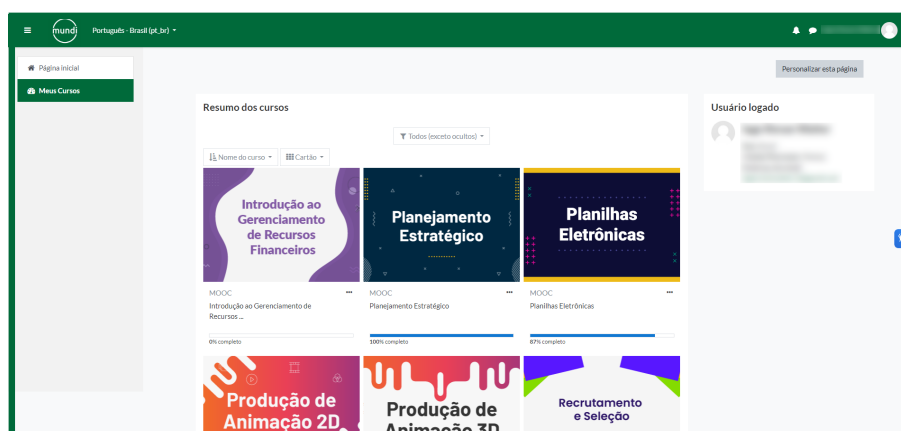 mundi
Português - Brasil (pt_br)
Página inicial
Meus Cursos
Personalizar esta página
Resumo dos cursos
Todos (exceto ocultos)
Nome do curso
Cartão
Introdução ao
Gerenciamento
de Recursos
Financeiros
MOOC
Introdução ao Gerenciamento de
Recursos ...
0% completo
Planejamento
Estratégico
MOOC
Planejamento Estratégico
100% completo
Planilhas
Eletrônicas
MOOC
Planilhas Eletrônicas
87% completo
Produção de
Animação 2D
Produção de
Animação 3D
Recrutamento
e Seleção
Usuário logado